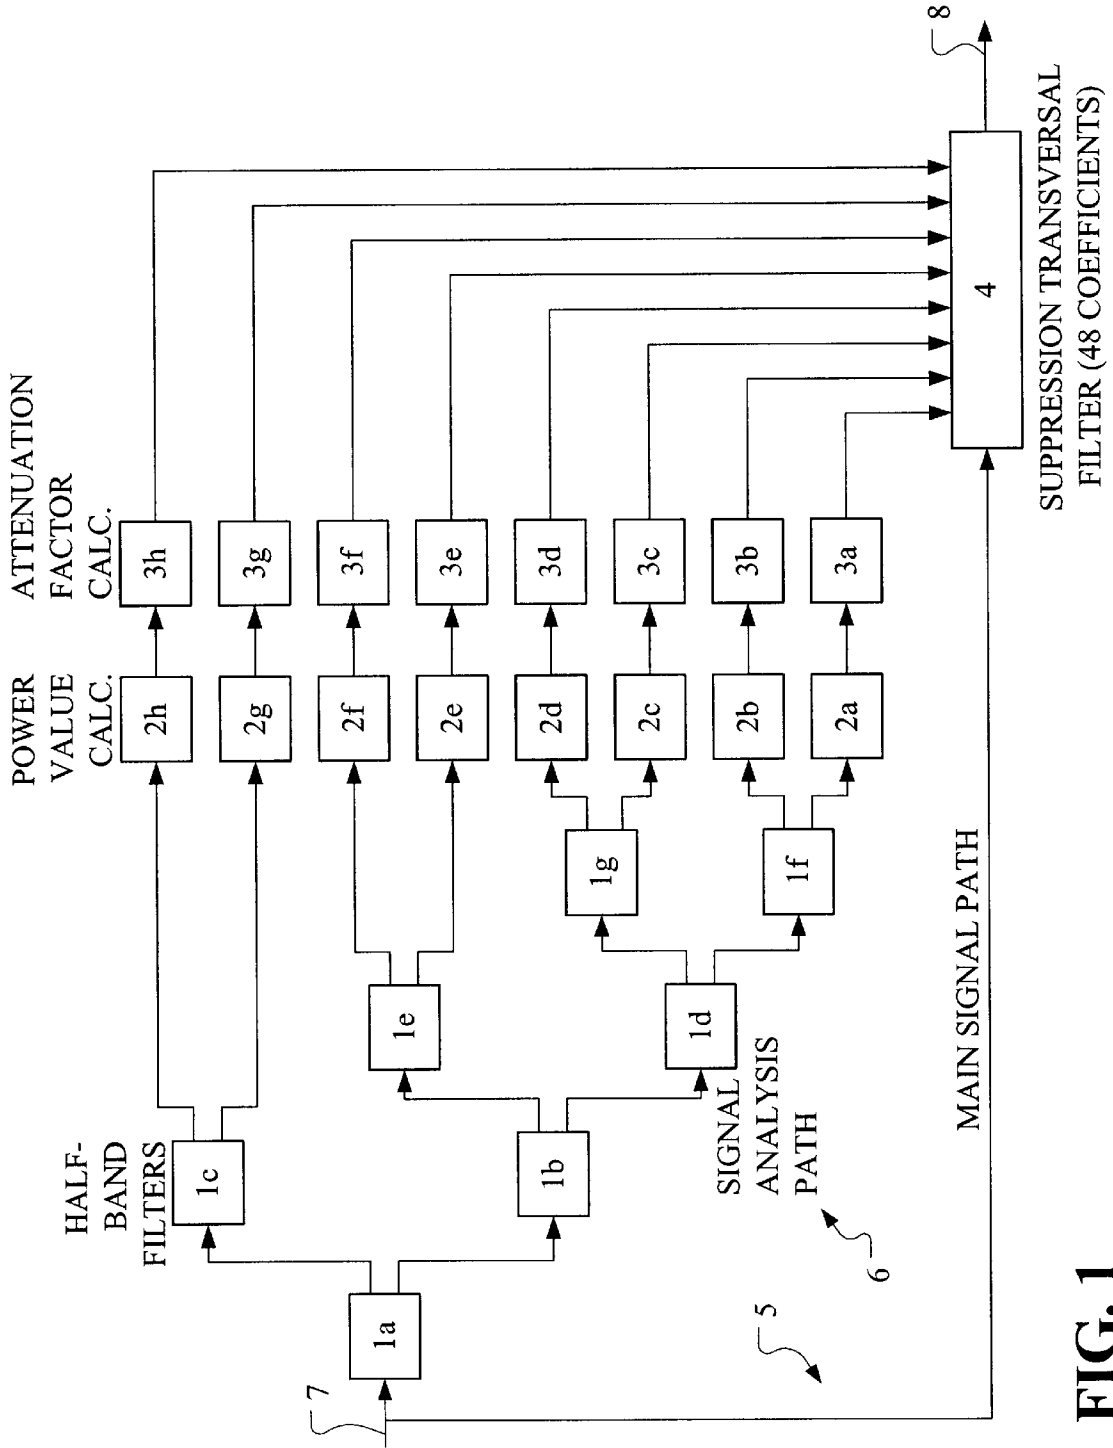 HALF-
BAND
FILTERS
POWER
VALUE
CALC.
ATTENUATION
FACTOR
CALC.
1c
2h
3h
2g
3g
7
1a
1e
2f
3f
2e
3e
1b
1g
2d
3d
2c
3c
1d
1f
2b
3b
2a
3a
SIGNAL
ANALYSIS
PATH
5
6
MAIN SIGNAL PATH
4
8
SUPPRESSION TRANSVERSAL
FILTER (48 COEFFICIENTS)
FIG. 1